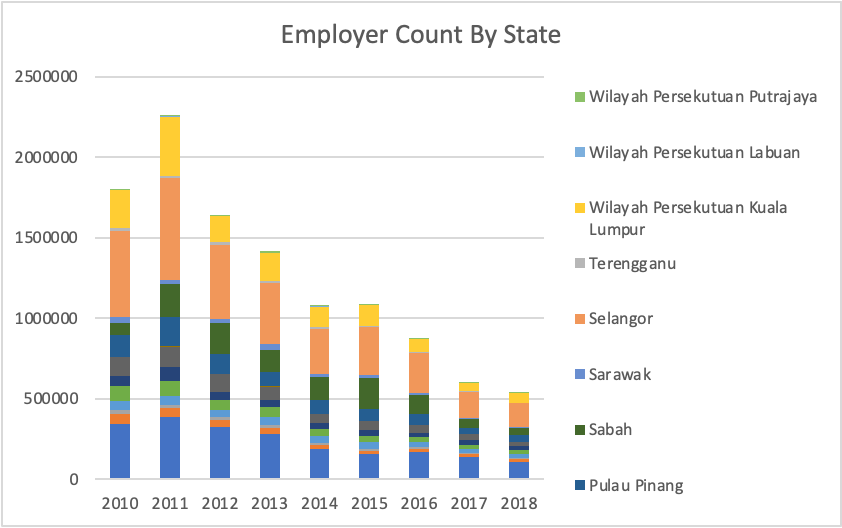 Employer Count By State
2500000
2000000
1500000
1000000
500000
0
2010 2011 2012 2013 2014 2015 2016 2017 2018
Wilayah Persekutuan Putrajaya
Wilayah Persekutuan Labuan
Wilayah Persekutuan Kuala
Lumpur
Terengganu
Selangor
Sarawak
Sabah
Pulau Pinang